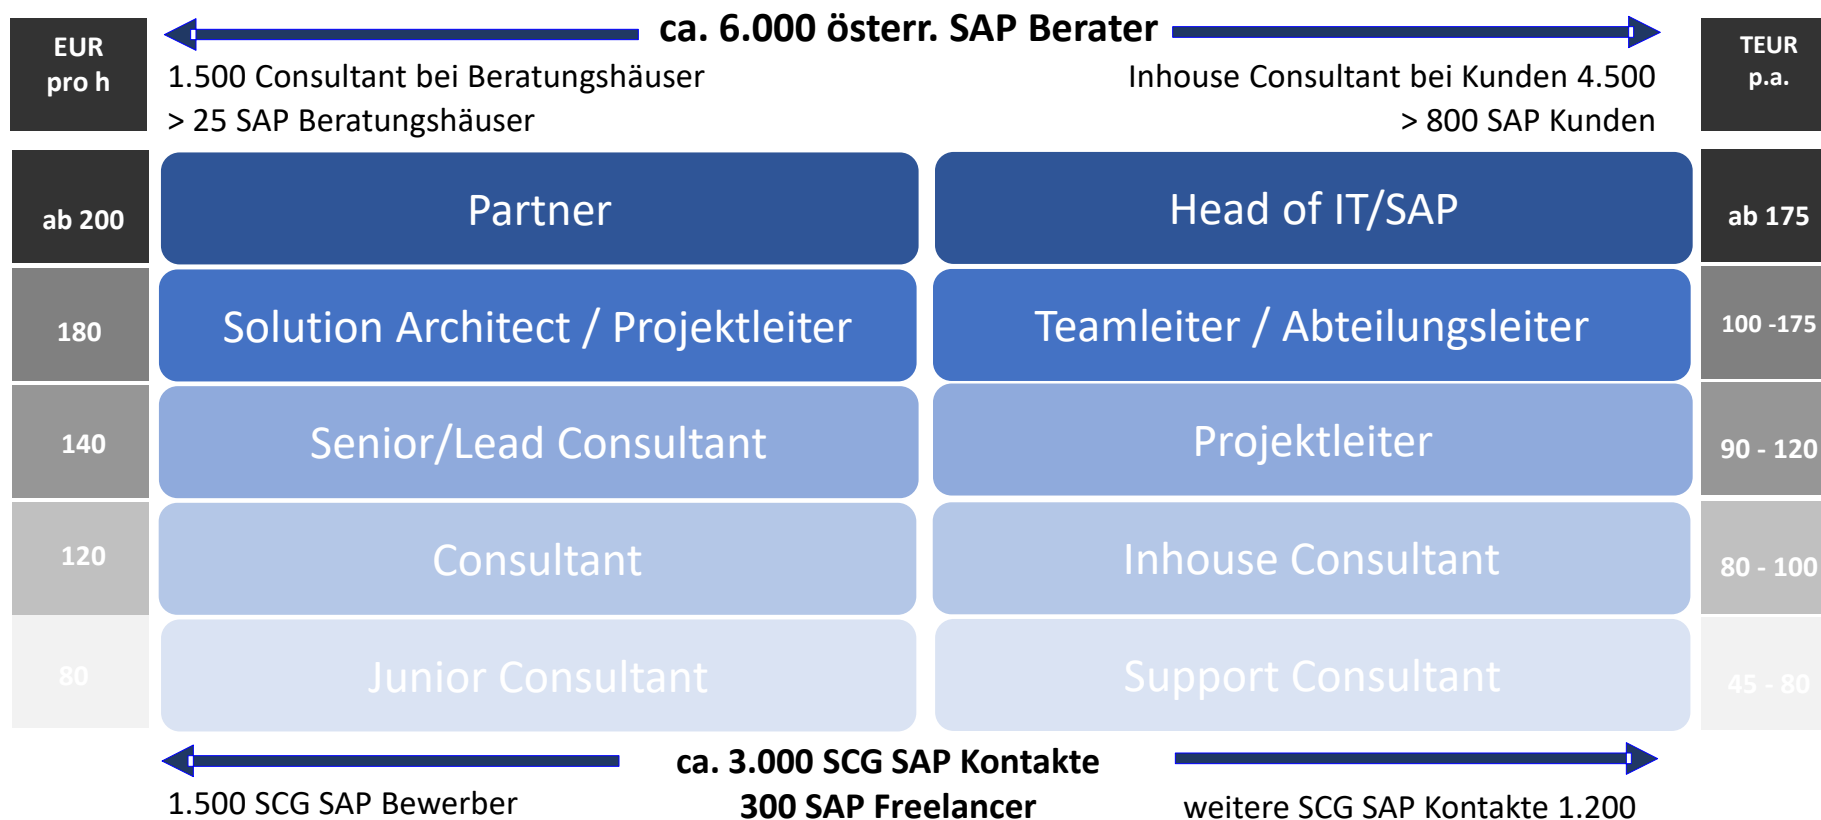 EUR
pro h
ca. 6.000 österr. SAP Berater
TEUR
p.a.
1.500 Consultant bei Beratungshäuser
> 25 SAP Beratungshäuser
Inhouse Consultant bei Kunden 4.500
> 800 SAP Kunden
ab 200
Partner
Head of IT/SAP
ab 175
180
Solution Architect / Projektleiter
Teamleiter / Abteilungsleiter
100 -175
140
Senior/Lead Consultant
Projektleiter
90 - 120
120
Consultant
Inhouse Consultant
80 - 100
80
Junior Consultant
Support Consultant
45 - 80
ca. 3.000 SCG SAP Kontakte
300 SAP Freelancer
1.500 SCG SAP Bewerber
weitere SCG SAP Kontakte 1.200